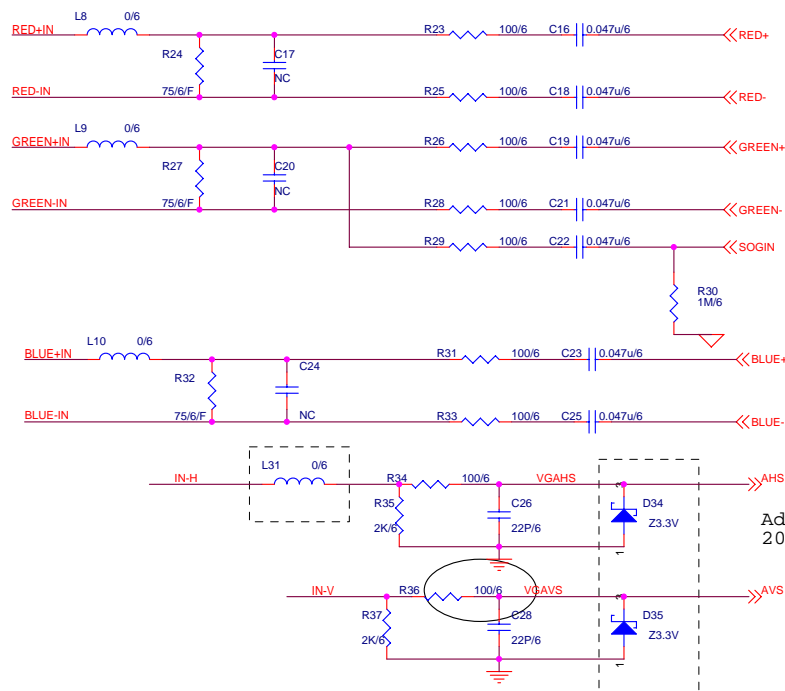 L8 0/6 R23 100/6 C16 0.047u/6
RED+IN RED+
R24 C17
NC
RED-IN 75/6/F R25 100/6 C18 0.047u/6 RED-
L9 0/6 R26 100/6 C19 0.047u/6
GREEN+IN GREEN+
R27 C20
NC
GREEN-IN 75/6/F R28 100/6 C21 0.047u/6 GREEN-
R29 100/6 C22 0.047u/6 SOGIN
R30
1M/6
L10 0/6 R31 100/6 C23 0.047u/6
BLUE+IN BLUE+
R32 C24
BLUE-IN 75/6/F NC R33 100/6 C25 0.047u/6 BLUE-
L31 0/6
IN-H R34 100/6 VGAHS AHS
R35 C26 3 D34
2K/6 22P/6 Z3.3V
1
Ad
20
IN-V R36 100/6 VGAVS AVS
R37 C28 3 D35
2K/6 22P/6 Z3.3V
1